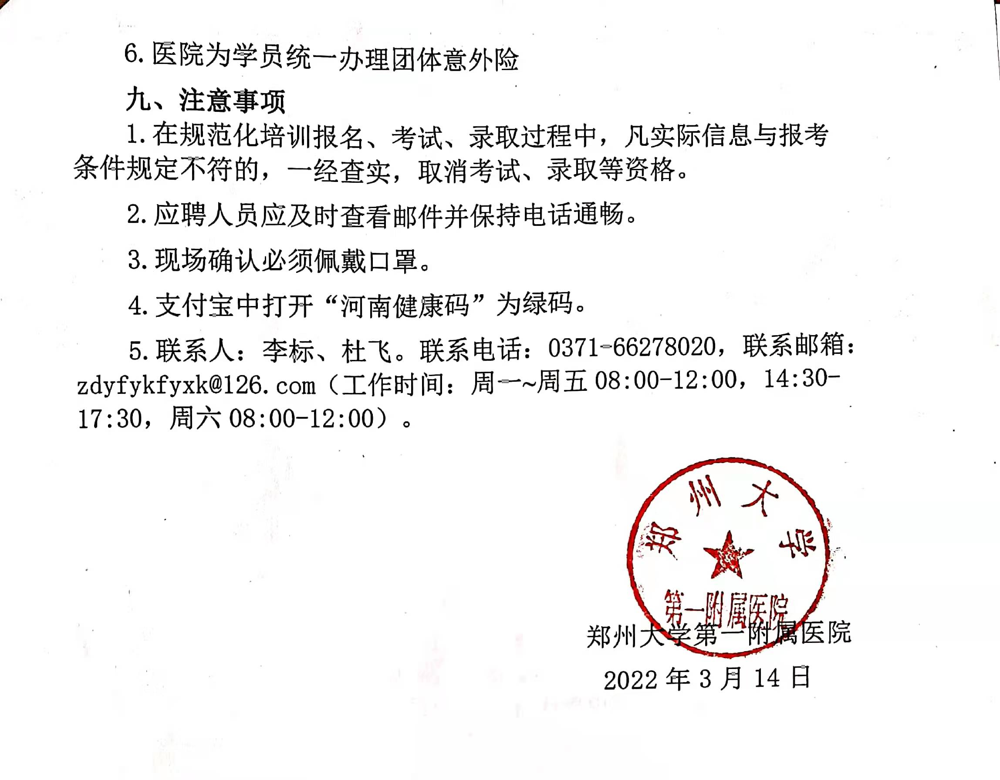 6.医院为学员统一办理团体意外险
九、注意事项
1.在规范化培训报名、考试、录取过程中，凡实际信息与报考
条件规定不符的，一经查实，取消考试、录取等资格。
2.应聘人员应及时查看邮件并保持电话通畅。
3.现场确认必须佩戴口罩。
4.支付宝中打开“河南健康码”为绿码。
5.联系人：李标、杜飞。联系电话：0371-66278020，联系邮箱：
zdyfykfyxk@126.com（工作时间：周一~周五 08:00-12:00，14:30-
17:30，周六 08:00-12:00）。
郑州大学
第一附属医院
郑州大学第一附属医院
2022 年 3 月 14 日